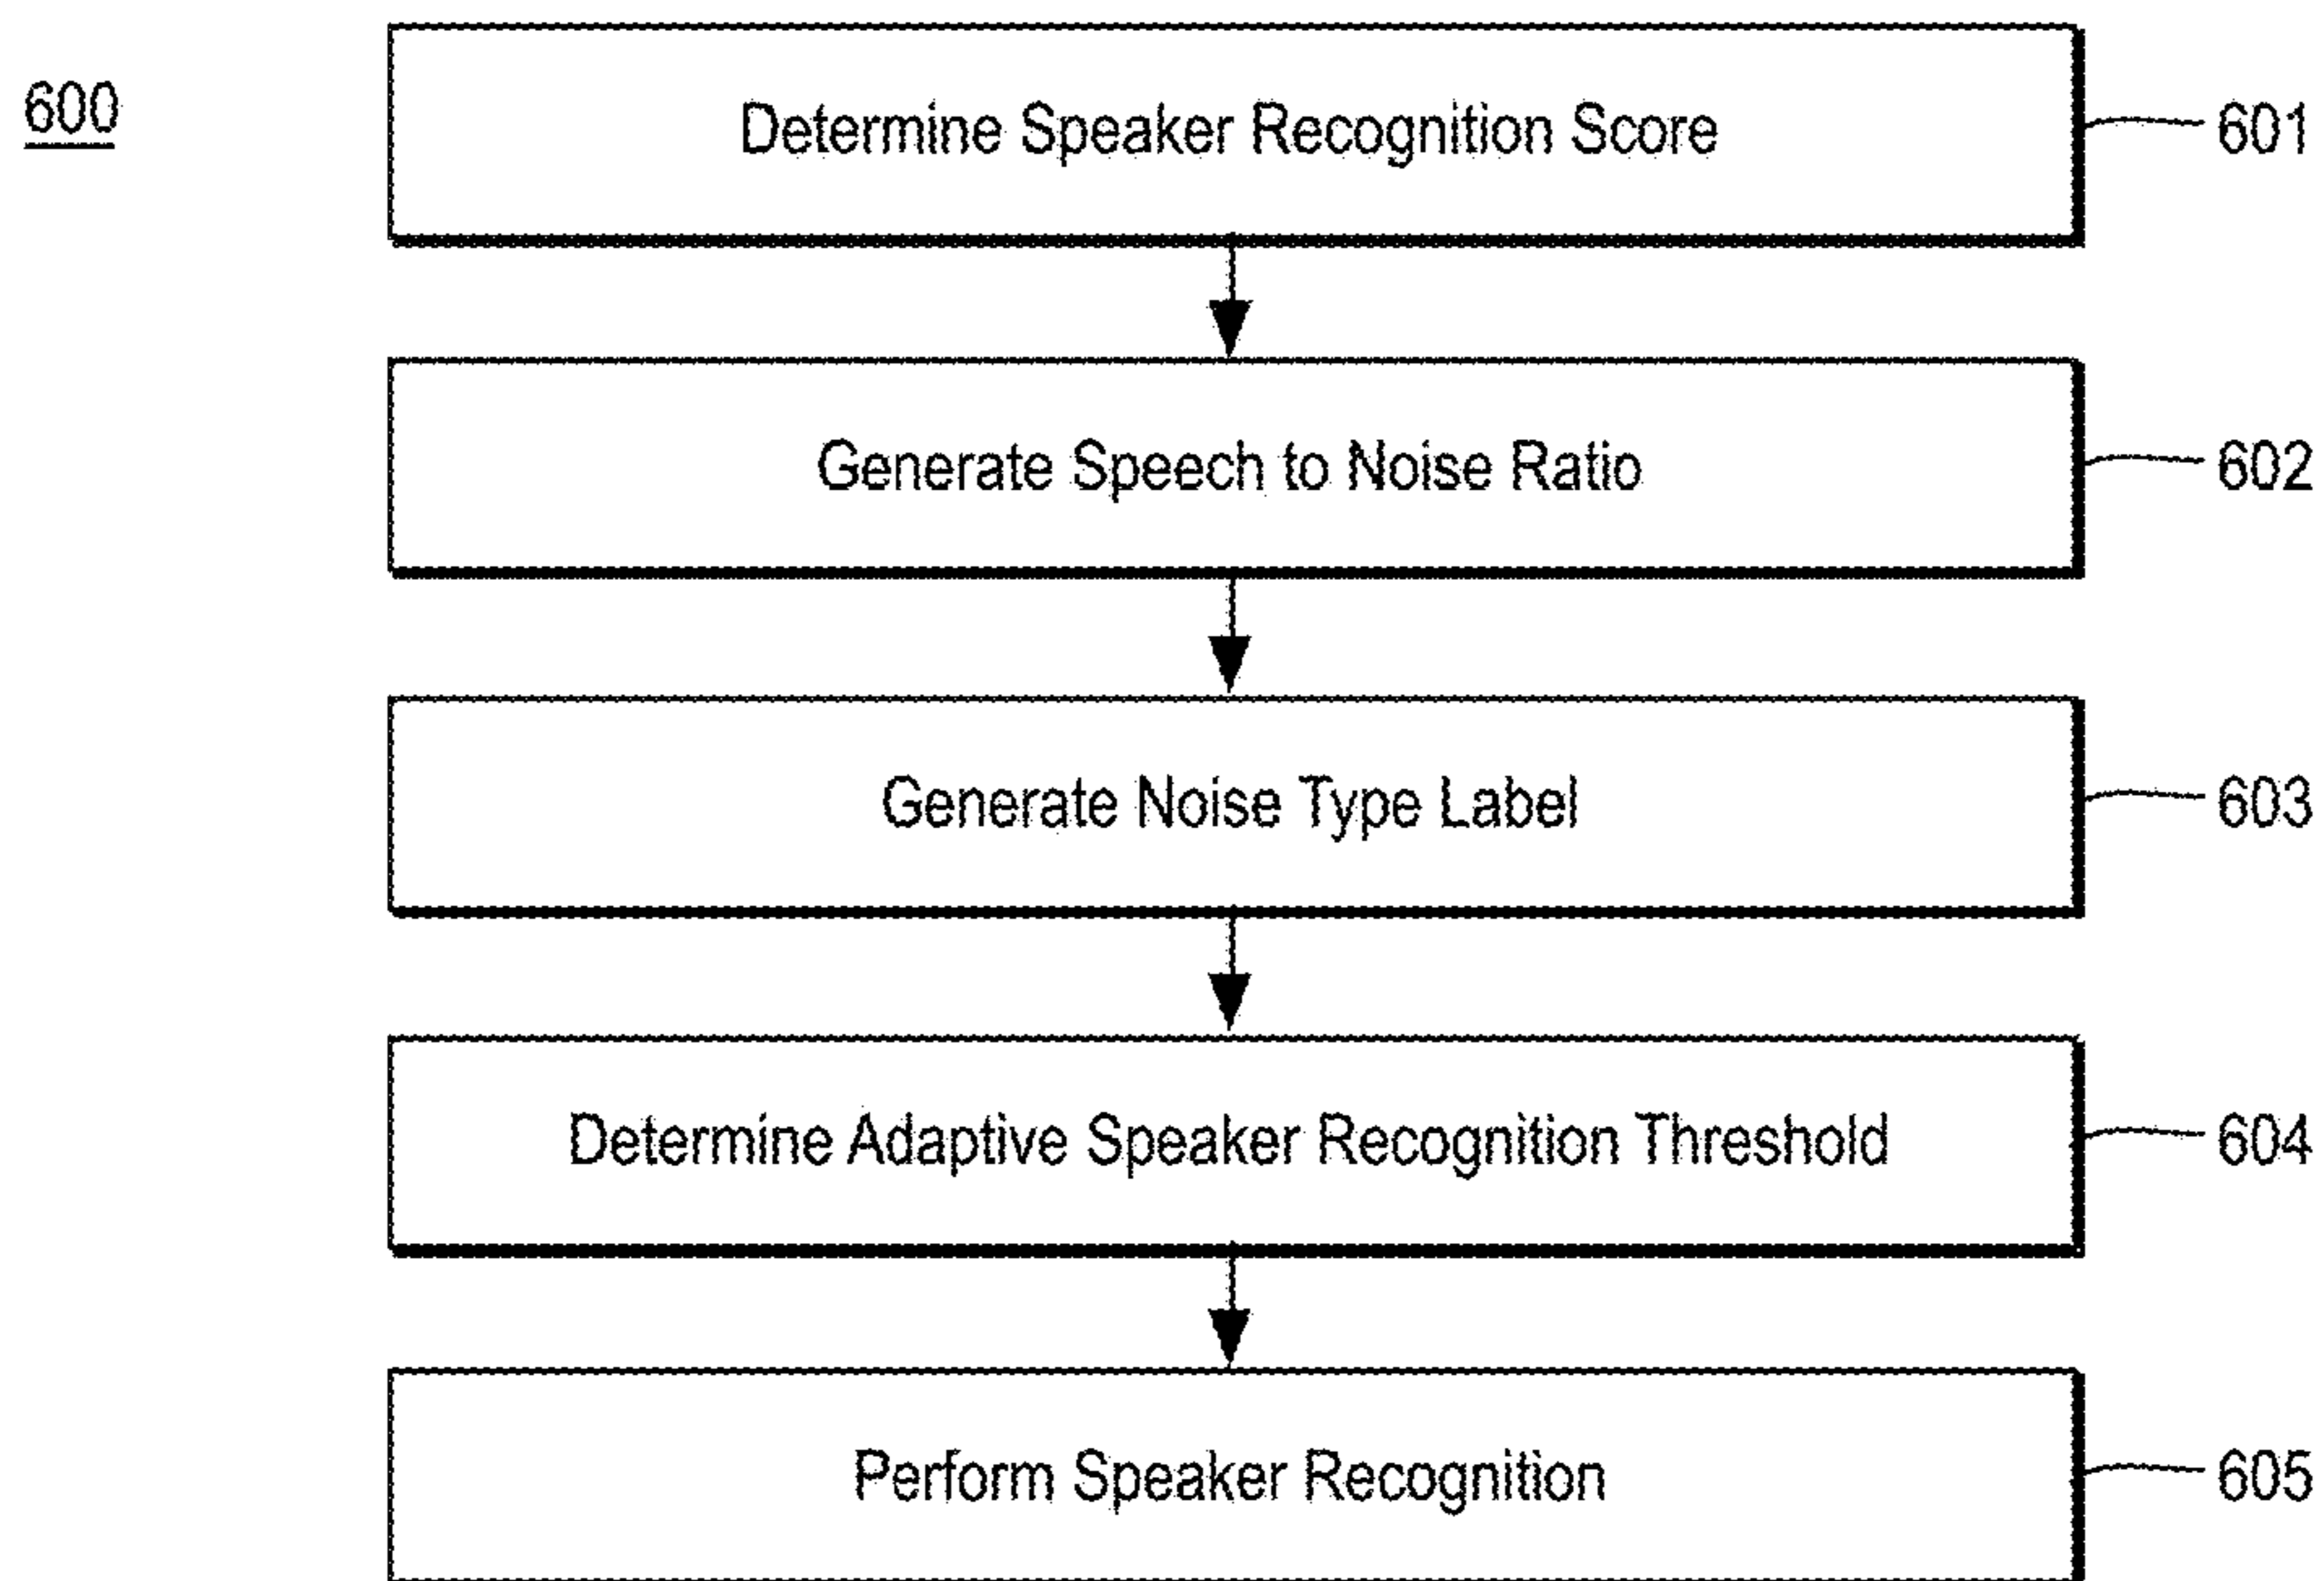 600
Determine Speaker Recognition Score
601
Generate Speech to Noise Ratio
602
Generate Noise Type Label
603
Determine Adaptive Speaker Recognition Threshold
604
Perform Speaker Recognition
605